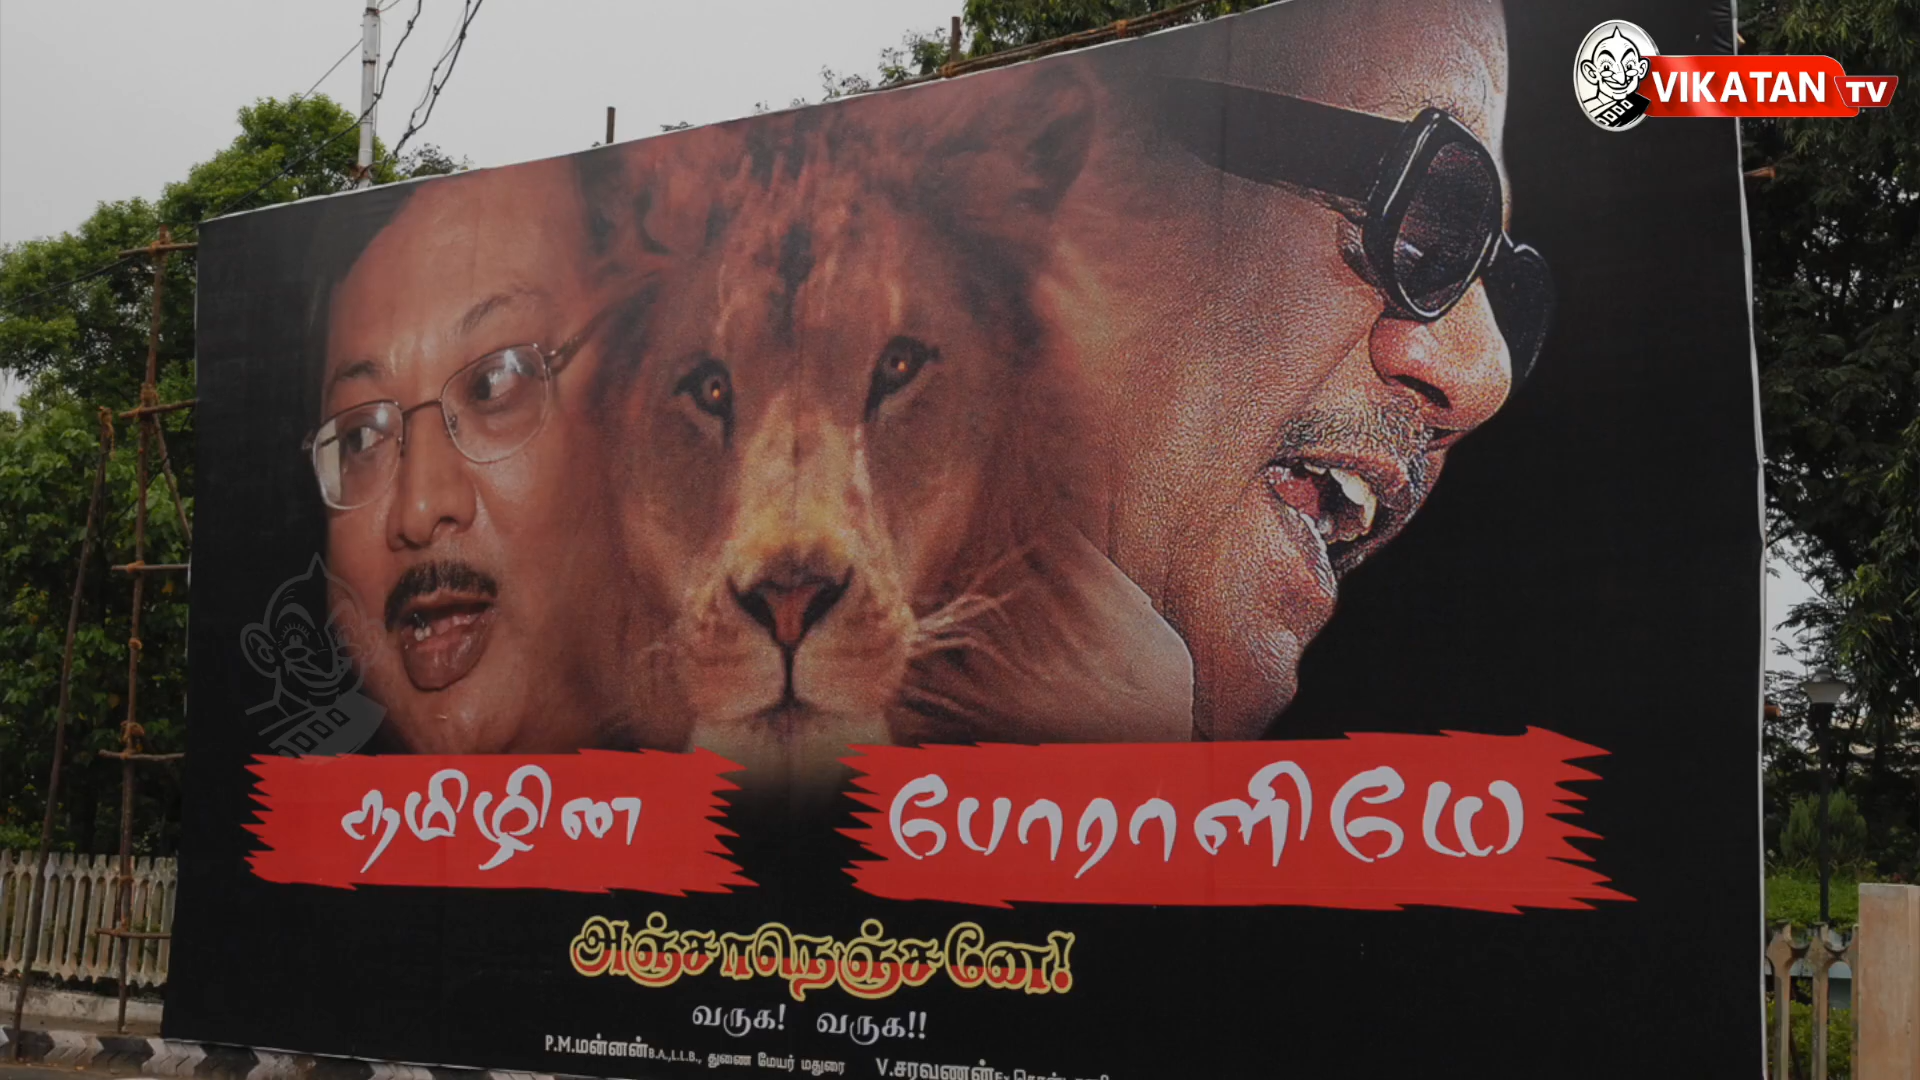 VIKATAN TV
தமிழின போராளியே
அஞ்சாநெஞ்சனே!
வருக! வருக!!
P.M.மன்னன் B.A.,L.L.B., துணை மேயர் மதுரை V.சரவணன்